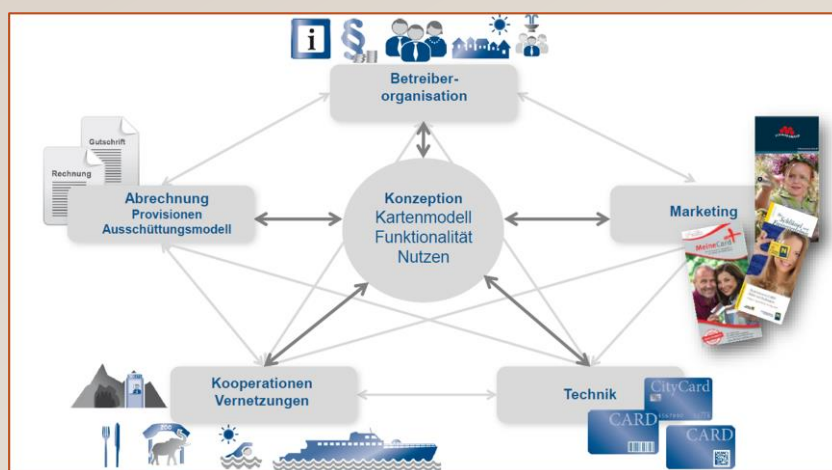 i
§
Betreiber-
organisation
Gutschrift
Rechnung
Abrechnung
Provisionen
Ausschüttungsmodell
Konzeption
Kartenmodell
Funktionalität
Nutzen
Marketing
MeineCard
Kooperationen
Vernetzungen
Technik
ZOO
CityCard
CARD
CARD